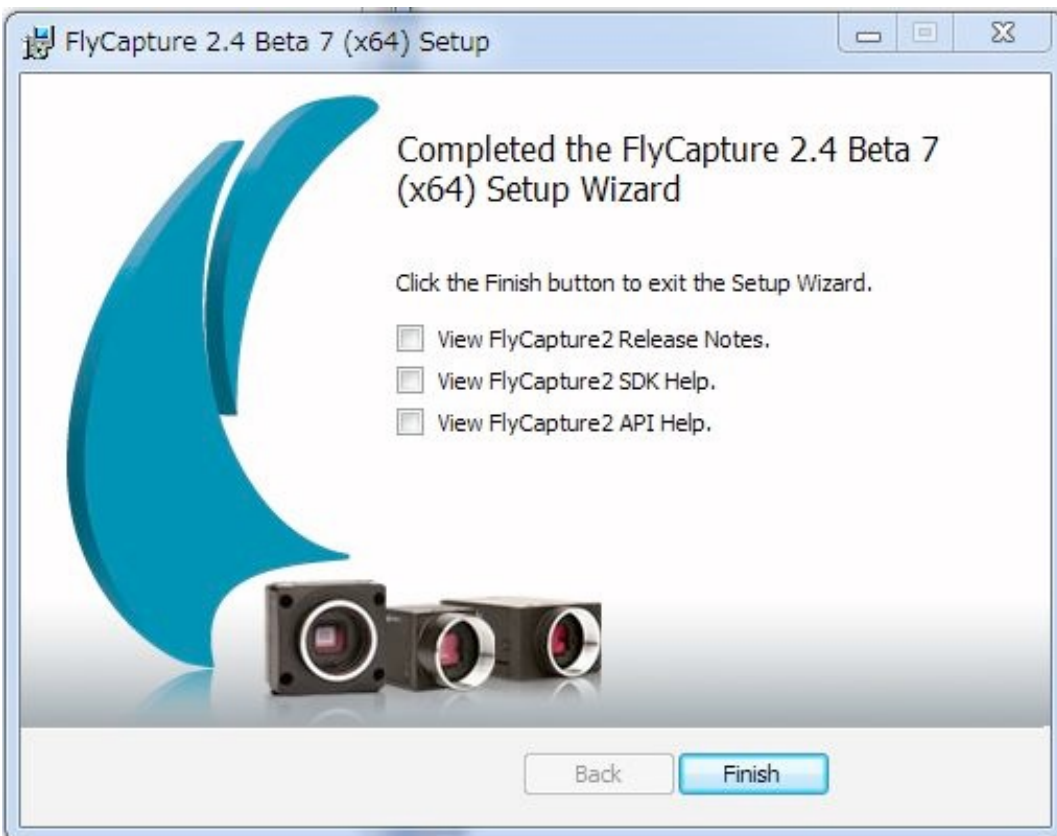 FlyCapture 2.4 Beta 7 (x64) Setup
Completed the FlyCapture 2.4 Beta 7
(x64) Setup Wizard
Click the Finish button to exit the Setup Wizard.
View FlyCapture2 Release Notes.
View FlyCapture2 SDK Help.
View FlyCapture2 API Help.
Back
Finish